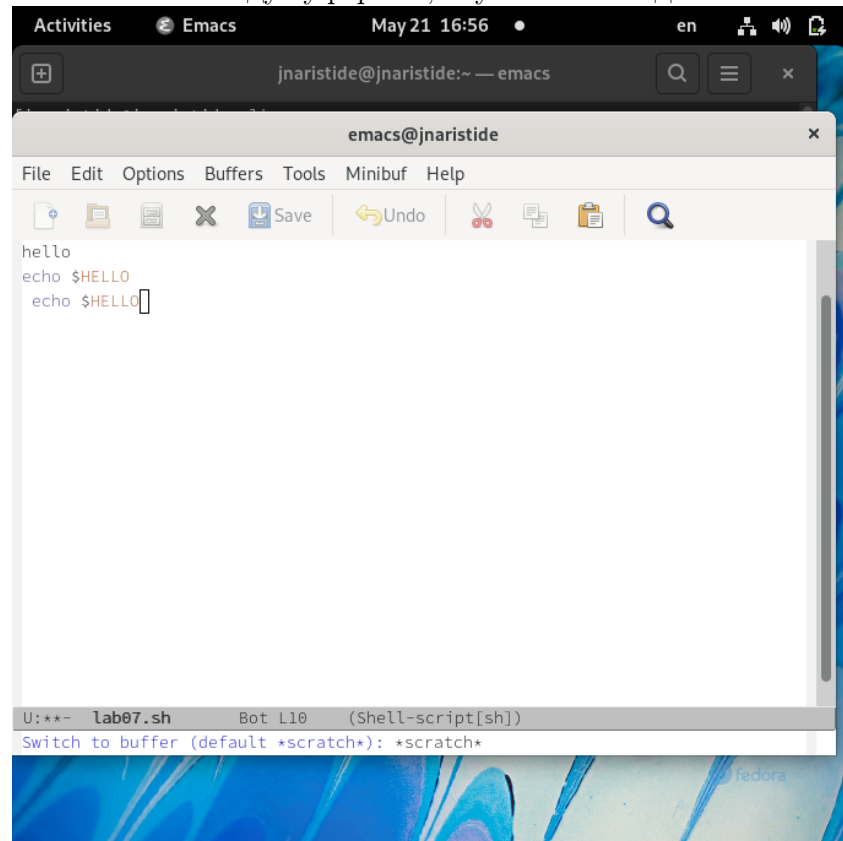 Activities Emacs May 21 16:56 en
jnaristide@jnaristide:~ — emacs
emacs@jnaristide
File Edit Options Buffers Tools Minibuf Help
Save Undo
hello
echo $HELLO
echo $HELLO
U:**- lab07.sh Bot L10 (Shell-script[sh])
Switch to buffer (default *scratch*): *scratch*
fedora